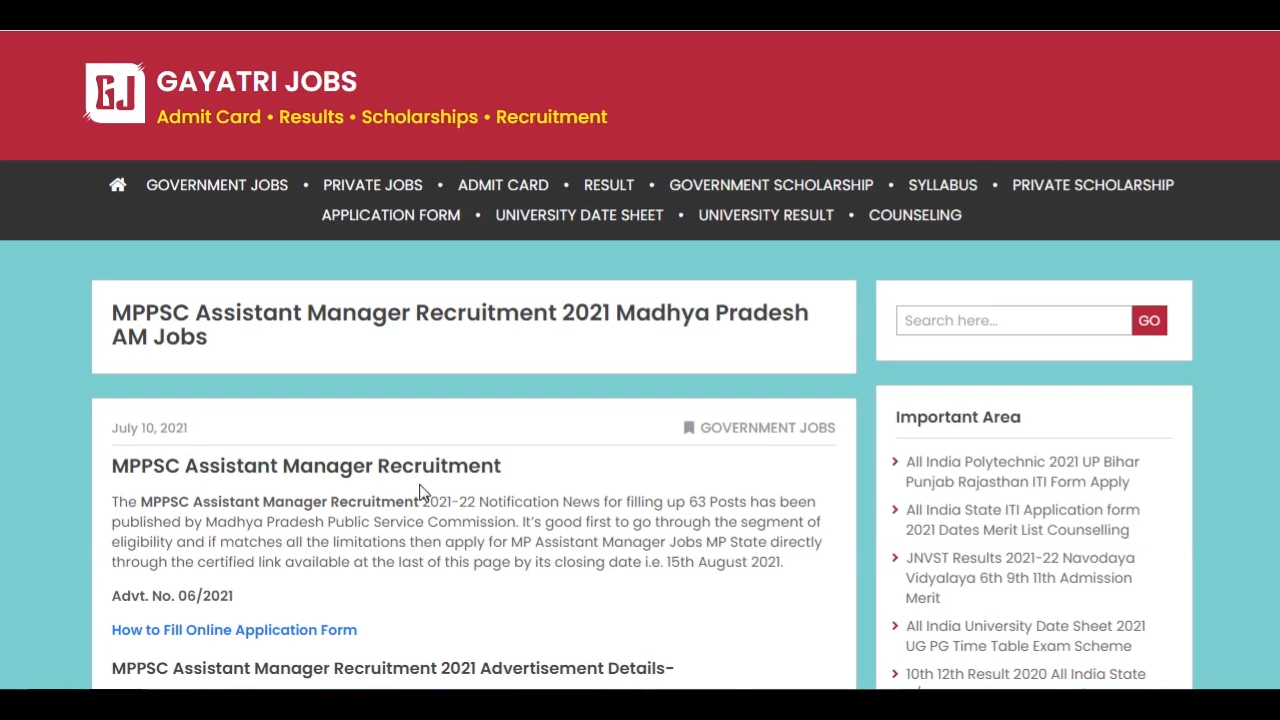 GJ
GAYATRI JOBS
Admit Card • Results • Scholarships • Recruitment
GOVERNMENT JOBS • PRIVATE JOBS • ADMIT CARD • RESULT • GOVERNMENT SCHOLARSHIP • SYLLABUS • PRIVATE SCHOLARSHIP
APPLICATION FORM • UNIVERSITY DATE SHEET • UNIVERSITY RESULT • COUNSELING
MPPSC Assistant Manager Recruitment 2021 Madhya Pradesh
AM Jobs
July 10, 2021
GOVERNMENT JOBS
MPPSC Assistant Manager Recruitment
The MPPSC Assistant Manager Recruitment 2021-22 Notification News for filling up 63 Posts has been
published by Madhya Pradesh Public Service Commission. It's good first to go through the segment of
eligibility and if matches all the limitations then apply for MP Assistant Manager Jobs MP State directly
through the certified link available at the last of this page by its closing date i.e. 15th August 2021.
Advt. No. 06/2021
How to Fill Online Application Form
MPPSC Assistant Manager Recruitment 2021 Advertisement Details-
Search here...
GO
Important Area
All India Polytechnic 2021 UP Bihar
Punjab Rajasthan ITI Form Apply
All India State ITI Application form
2021 Dates Merit List Counselling
JNVST Results 2021-22 Navodaya
Vidyalaya 6th 9th 11th Admission
Merit
All India University Date Sheet 2021
UG PG Time Table Exam Scheme
10th 12th Result 2020 All India State